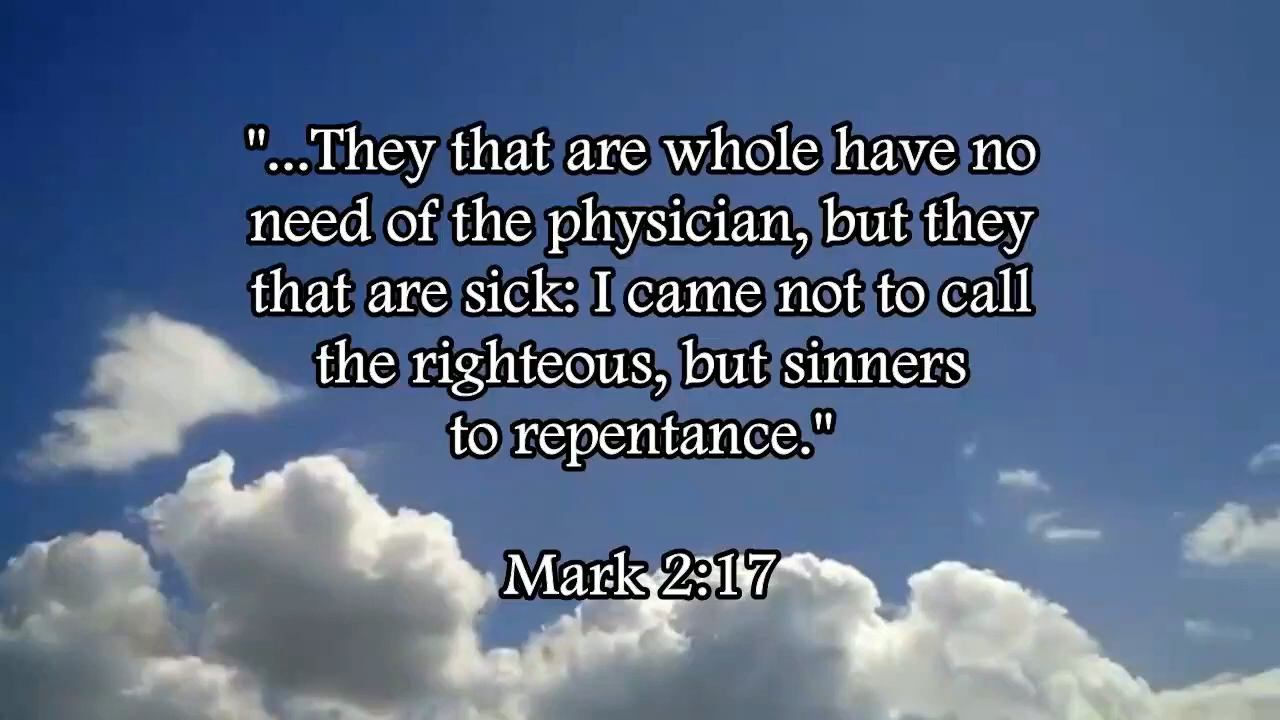 "...They that are whole have no
need of the physician, but they
that are sick: I came not to call
the righteous, but sinners
to repentance."
Mark 2:17